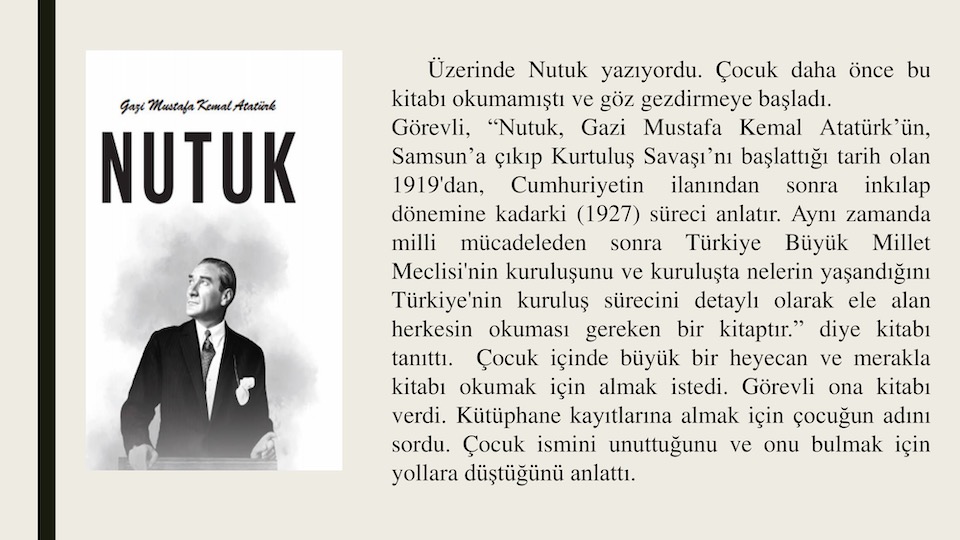 Gazi Mustafa Kemal Atatürk
NUTUK
Üzerinde Nutuk yazıyordu. Çocuk daha önce bu
kitabı okumamıştı ve göz gezdirmeye başladı.
Görevli, “Nutuk, Gazi Mustafa Kemal Atatürk’ün,
Samsun’a çıkıp Kurtuluş Savaşı’nı başlattığı tarih olan
1919'dan, Cumhuriyetin ilanından sonra inkılap
dönemine kadarki (1927) süreci anlatır. Aynı zamanda
milli mücadeleden sonra Türkiye Büyük Millet
Meclisi'nin kuruluşunu ve kuruluşta nelerin yaşandığını
Türkiye'nin kuruluş sürecini detaylı olarak ele alan
herkesin okuması gereken bir kitaptır.” diye kitabı
tanıttı. Çocuk içinde büyük bir heyecan ve merakla
kitabı okumak için almak istedi. Görevli ona kitabı
verdi. Kütüphane kayıtlarına almak için çocuğun adını
sordu. Çocuk ismini unuttuğunu ve onu bulmak için
yollara düştüğünü anlattı.